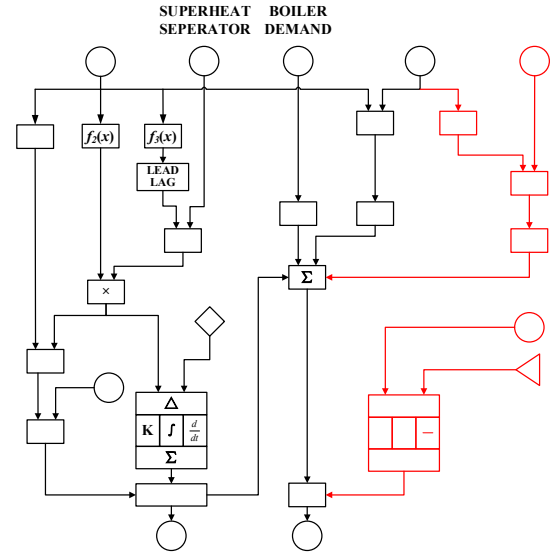 SUPERHEAT BOILER
SEPERATOR DEMAND
f₂(x) f₃(x)
LEAD
LAG
×
Σ
Δ
K ∫ d/dt
–
Σ